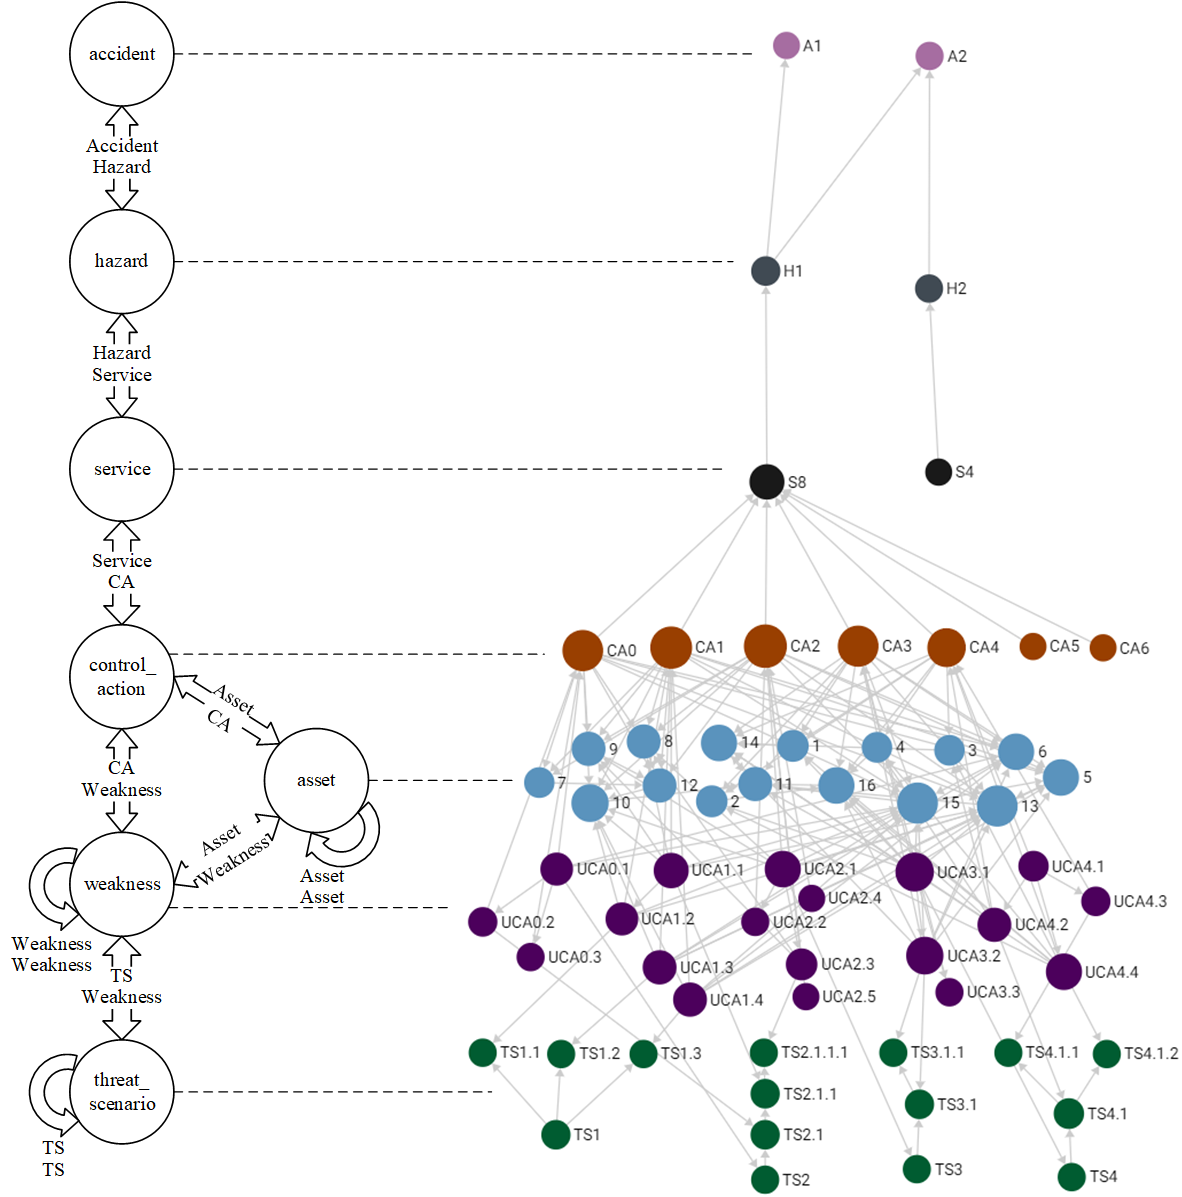 accident
Accident
Hazard
hazard
Hazard
Service
service
Service
CA
control_
action
Asset
CA
CA
Weakness
asset
Asset
Weakness
Asset
Asset
weakness
Weakness
Weakness
TS
Weakness
threat_
scenario
TS
TS
A1
A2
H1
H2
S8
S4
CA0
CA1
CA2
CA3
CA4
CA5
CA6
9
8
14
1
4
3
6
7
10
12
2
11
16
15
13
5
UCA0.1
UCA1.1
UCA2.1
UCA3.1
UCA4.1
UCA2.4
UCA4.3
UCA0.2
UCA1.2
UCA2.2
UCA4.2
UCA0.3
UCA1.3
UCA2.3
UCA3.2
UCA4.4
UCA1.4
UCA2.5
UCA3.3
TS1.1
TS1.2
TS1.3
TS2.1.1.1
TS3.1.1
TS4.1.1
TS4.1.2
TS2.1.1
TS3.1
TS4.1
TS1
TS2.1
TS2
TS3
TS4